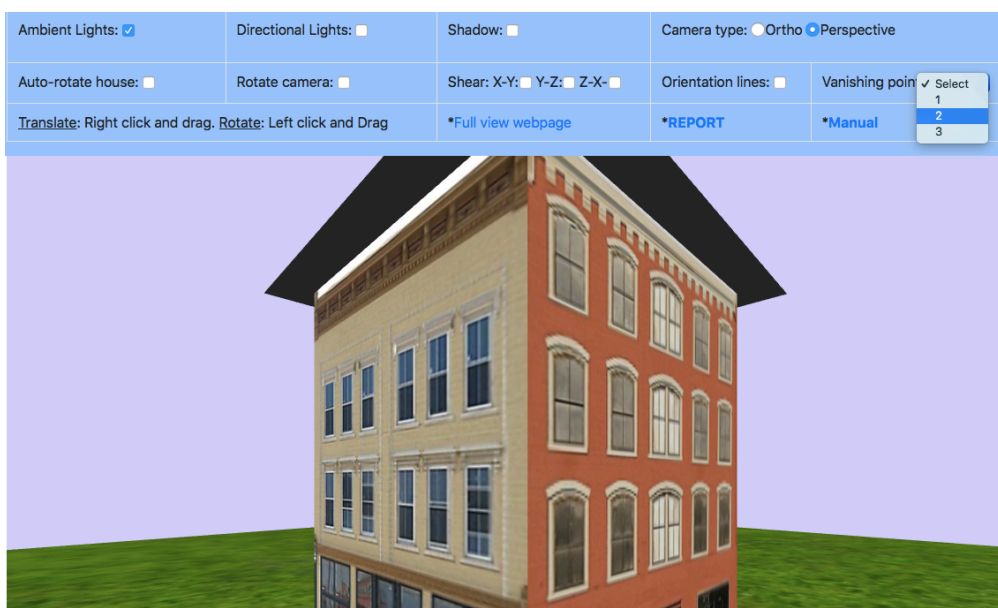 Ambient Lights: Directional Lights: Shadow: Camera type: Ortho Perspective
Auto-rotate house: Rotate camera: Shear: X-Y: Y-Z: Z-X- Orientation lines: Vanishing poin
✓ Select
1
2
3
Translate: Right click and drag. Rotate: Left click and Drag *Full view webpage *REPORT *Manual